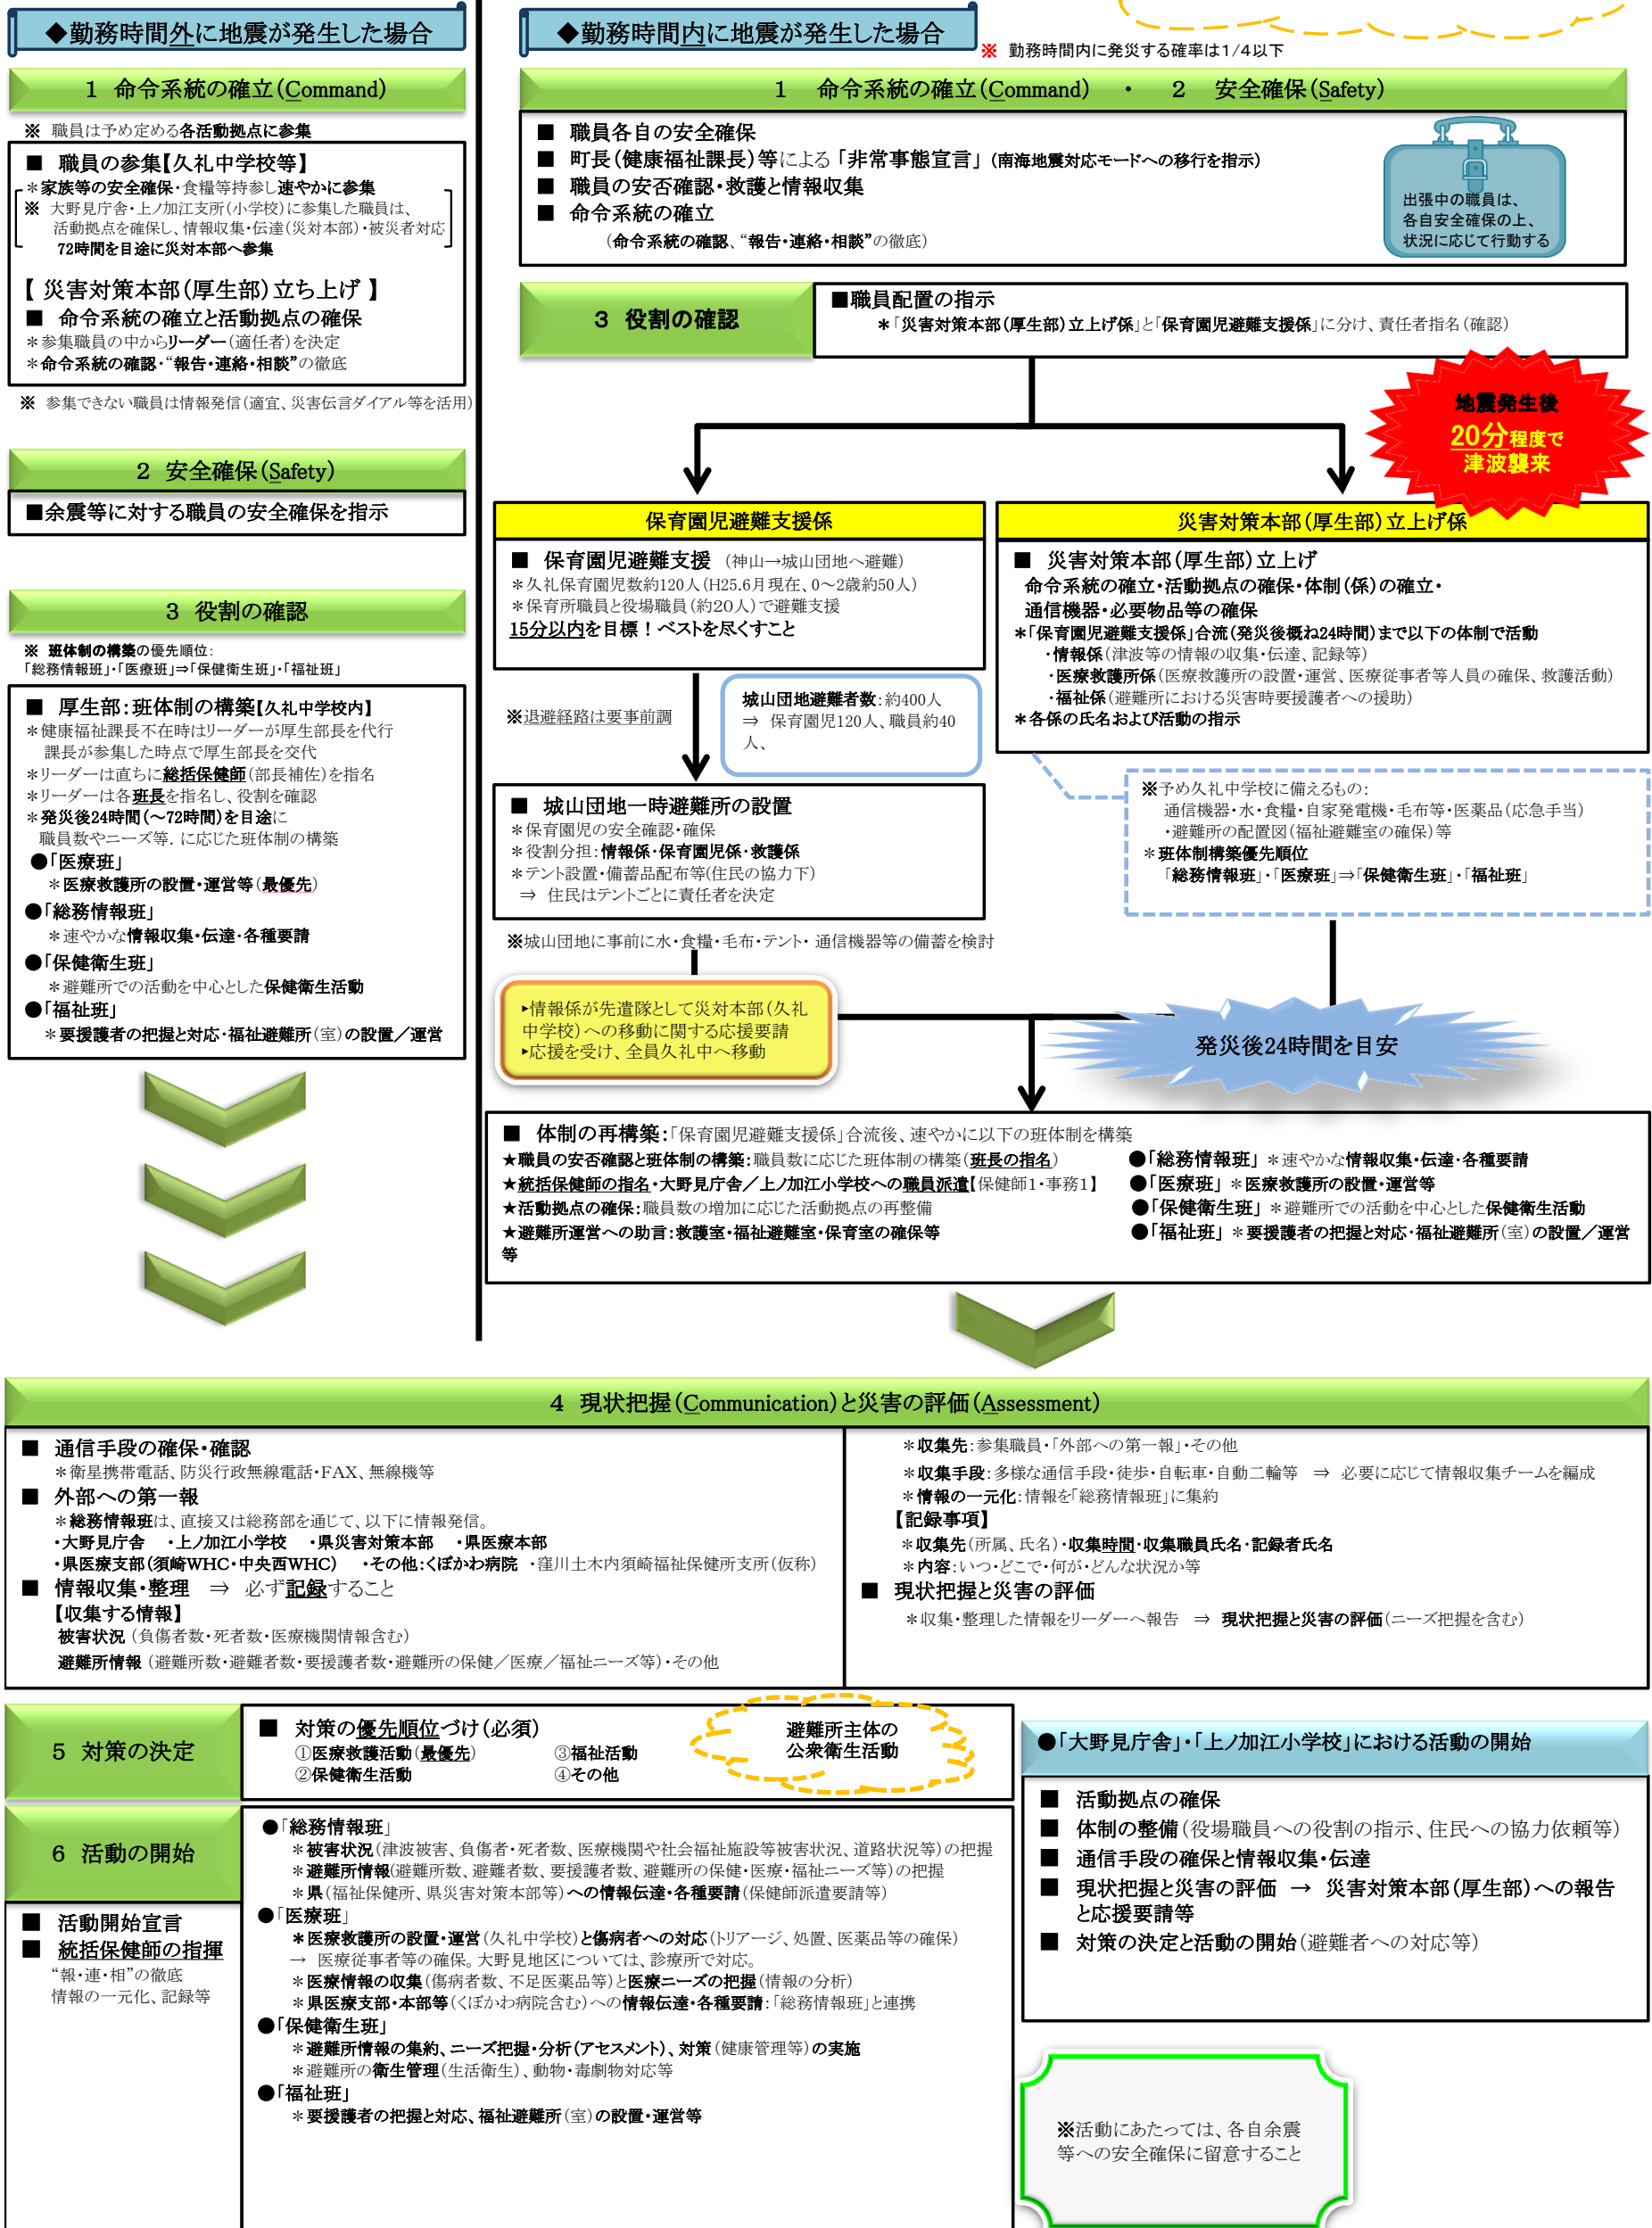 ◆勤務時間外に地震が発生した場合
1 命令系統の確立(Command)
※ 職員は予め定める各活動拠点に参集
■ 職員の参集【久礼中学校等】
＊家族等の安全確保・食糧等持参し速やかに参集
※ 大野見庁舎・上ノ加江支所(小学校)に参集した職員は、
活動拠点を確保し、情報収集・伝達(災対本部)・被災者対応
72時間を目途に災対本部へ参集
【 災害対策本部(厚生部)立ち上げ 】
■ 命令系統の確立と活動拠点の確保
＊参集職員の中からリーダー(適任者)を決定
＊命令系統の確認・“報告・連絡・相談”の徹底
※ 参集できない職員は情報発信(適宜、災害伝言ダイアル等を活用)
2 安全確保(Safety)
■余震等に対する職員の安全確保を指示
3 役割の確認
※ 班体制の構築の優先順位:
「総務情報班」・「医療班」⇒「保健衛生班」・「福祉班」
■ 厚生部:班体制の構築【久礼中学校内】
＊健康福祉課長不在時はリーダーが厚生部長を代行
課長が参集した時点で厚生部長を交代
＊リーダーは直ちに総括保健師(部長補佐)を指名
＊リーダーは各班長を指名し、役割を確認
＊発災後24時間(～72時間)を目途に
職員数やニーズ等．に応じた班体制の構築
●「医療班」
＊医療救護所の設置・運営等(最優先)
●「総務情報班」
＊速やかな情報収集・伝達・各種要請
●「保健衛生班」
＊避難所での活動を中心とした保健衛生活動
●「福祉班」
＊要援護者の把握と対応・福祉避難所(室)の設置／運営
◆勤務時間内に地震が発生した場合
※ 勤務時間内に発災する確率は1/4以下
1 命令系統の確立(Command) ・ 2 安全確保(Safety)
■ 職員各自の安全確保
■ 町長(健康福祉課長)等による「非常事態宣言」(南海地震対応モードへの移行を指示)
■ 職員の安否確認・救護と情報収集
■ 命令系統の確立
(命令系統の確認、“報告・連絡・相談”の徹底)
出張中の職員は、
各自安全確保の上、
状況に応じて行動する
3 役割の確認
■職員配置の指示
＊「災害対策本部(厚生部)立上げ係」と「保育園児避難支援係」に分け、責任者指名(確認)
地震発生後
20分程度で
津波襲来
保育園児避難支援係
■ 保育園児避難支援 (神山→城山団地へ避難)
＊久礼保育園児数約120人(H25.6月現在、0～2歳約50人)
＊保育所職員と役場職員(約20人)で避難支援
15分以内を目標！ベストを尽くすこと
※退避経路は要事前調
城山団地避難者数:約400人
⇒ 保育園児120人、職員約40
人、
■ 城山団地一時避難所の設置
＊保育園児の安全確認・確保
＊役割分担:情報係・保育園児係・救護係
＊テント設置・備蓄品配布等(住民の協力下)
⇒ 住民はテントごとに責任者を決定
※城山団地に事前に水・食糧・毛布・テント・通信機器等の備蓄を検討
▸情報係が先遣隊として災対本部(久礼
中学校)への移動に関する応援要請
▸応援を受け、全員久礼中へ移動
災害対策本部(厚生部)立上げ係
■ 災害対策本部(厚生部)立上げ
命令系統の確立・活動拠点の確保・体制(係)の確立・
通信機器・必要物品等の確保
＊「保育園児避難支援係」合流(発災後概ね24時間)まで以下の体制で活動
・情報係(津波等の情報の収集・伝達、記録等)
・医療救護所係(医療救護所の設置・運営、医療従事者等人員の確保、救護活動)
・福祉係(避難所における災害時要援護者への援助)
＊各係の氏名および活動の指示
※予め久礼中学校に備えるもの:
通信機器・水・食糧・自家発電機・毛布等・医薬品(応急手当)
・避難所の配置図(福祉避難室の確保)等
＊班体制構築優先順位
「総務情報班」・「医療班」⇒「保健衛生班」・「福祉班」
発災後24時間を目安
■ 体制の再構築:「保育園児避難支援係」合流後、速やかに以下の班体制を構築
★職員の安否確認と班体制の構築:職員数に応じた班体制の構築(班長の指名)
★統括保健師の指名・大野見庁舎／上ノ加江小学校への職員派遣【保健師1・事務1】
★活動拠点の確保:職員数の増加に応じた活動拠点の再整備
★避難所運営への助言:救護室・福祉避難室・保育室の確保等
等
●「総務情報班」＊速やかな情報収集・伝達・各種要請
●「医療班」＊医療救護所の設置・運営等
●「保健衛生班」＊避難所での活動を中心とした保健衛生活動
●「福祉班」＊要援護者の把握と対応・福祉避難所(室)の設置／運営
4 現状把握(Communication)と災害の評価(Assessment)
■ 通信手段の確保・確認
＊衛星携帯電話、防災行政無線電話・FAX、無線機等
■ 外部への第一報
＊総務情報班は、直接又は総務部を通じて、以下に情報発信。
・大野見庁舎 ・上ノ加江小学校 ・県災害対策本部 ・県医療本部
・県医療支部(須崎WHC・中央西WHC) ・その他:くぼかわ病院 ・窪川土木内須崎福祉保健所支所(仮称)
■ 情報収集・整理 ⇒ 必ず記録すること
【収集する情報】
被害状況 (負傷者数・死者数・医療機関情報含む)
避難所情報 (避難所数・避難者数・要援護者数・避難所の保健／医療／福祉ニーズ等)・その他
＊収集先:参集職員・「外部への第一報」・その他
＊収集手段:多様な通信手段・徒歩・自転車・自動二輪等 ⇒ 必要に応じて情報収集チームを編成
＊情報の一元化:情報を「総務情報班」に集約
【記録事項】
＊収集先(所属、氏名)・収集時間・収集職員氏名・記録者氏名
＊内容:いつ・どこで・何が・どんな状況か等
■ 現状把握と災害の評価
＊収集・整理した情報をリーダーへ報告 ⇒ 現状把握と災害の評価(ニーズ把握を含む)
5 対策の決定
■ 対策の優先順位づけ(必須)
①医療救護活動(最優先) ③福祉活動
②保健衛生活動 ④その他
避難所主体の
公衆衛生活動
6 活動の開始
■ 活動開始宣言
■ 統括保健師の指揮
“報・連・相”の徹底
情報の一元化、記録等
●「総務情報班」
＊被害状況(津波被害、負傷者・死者数、医療機関や社会福祉施設等被害状況、道路状況等)の把握
＊避難所情報(避難所数、避難者数、要援護者数、避難所の保健・医療・福祉ニーズ等)の把握
＊県(福祉保健所、県災害対策本部等)への情報伝達・各種要請(保健師派遣要請等)
●「医療班」
＊医療救護所の設置・運営(久礼中学校)と傷病者への対応(トリアージ、処置、医薬品等の確保)
→ 医療従事者等の確保。大野見地区については、診療所で対応。
＊医療情報の収集(傷病者数、不足医薬品等)と医療ニーズの把握(情報の分析)
＊県医療支部・本部等(くぼかわ病院含む)への情報伝達・各種要請:「総務情報班」と連携
●「保健衛生班」
＊避難所情報の集約、ニーズ把握・分析(アセスメント)、対策(健康管理等)の実施
＊避難所の衛生管理(生活衛生)、動物・毒劇物対応等
●「福祉班」
＊要援護者の把握と対応、福祉避難所(室)の設置・運営等
●「大野見庁舎」・「上ノ加江小学校」における活動の開始
■ 活動拠点の確保
■ 体制の整備(役場職員への役割の指示、住民への協力依頼等)
■ 通信手段の確保と情報収集・伝達
■ 現状把握と災害の評価 → 災害対策本部(厚生部)への報告
と応援要請等
■ 対策の決定と活動の開始(避難者への対応等)
※活動にあたっては、各自余震
等への安全確保に留意すること